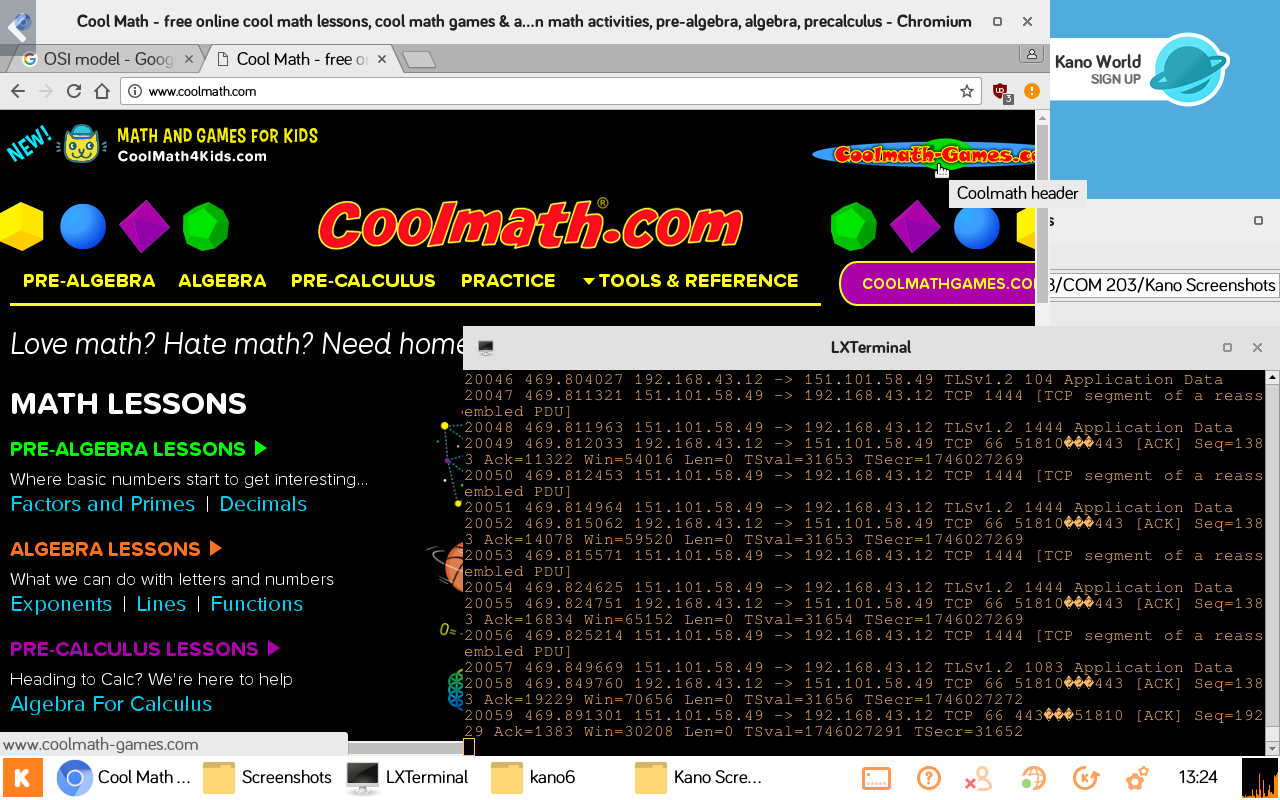 Cool Math - free online cool math lessons, cool math games & a...n math activities, pre-algebra, algebra, precalculus - Chromium
OSI model - Goog
Cool Math - free o
www.coolmath.com
3
Kano World
SIGN UP
NEW!
MATH AND GAMES FOR KIDS
CoolMath4Kids.com
Coolmath-Games.co
Coolmath header
Coolmath.com®
s
PRE-ALGEBRA
ALGEBRA
PRE-CALCULUS
PRACTICE
TOOLS & REFERENCE
COOLMATHGAMES.CO
3/COM 203/Kano Screenshots
Love math? Hate math? Need home
MATH LESSONS
PRE-ALGEBRA LESSONS
Where basic numbers start to get interesting...
Factors and Primes | Decimals
ALGEBRA LESSONS
What we can do with letters and numbers
Exponents | Lines | Functions
PRE-CALCULUS LESSONS
Heading to Calc? We're here to help
Algebra For Calculus
0=
www.coolmath-games.com
LXTerminal
20046 469.804027 192.168.43.12 -> 151.101.58.49 TLSv1.2 104 Application Data
20047 469.811321 151.101.58.49 -> 192.168.43.12 TCP 1444 [TCP segment of a reass
embled PDU]
20048 469.811963 151.101.58.49 -> 192.168.43.12 TLSv1.2 1444 Application Data
20049 469.812033 192.168.43.12 -> 151.101.58.49 TCP 66 51810���443 [ACK] Seq=138
3 Ack=11322 Win=54016 Len=0 TSval=31653 TSecr=1746027269
20050 469.812453 151.101.58.49 -> 192.168.43.12 TCP 1444 [TCP segment of a reass
embled PDU]
20051 469.814964 151.101.58.49 -> 192.168.43.12 TLSv1.2 1444 Application Data
20052 469.815062 192.168.43.12 -> 151.101.58.49 TCP 66 51810���443 [ACK] Seq=138
3 Ack=14078 Win=59520 Len=0 TSval=31653 TSecr=1746027269
20053 469.815571 151.101.58.49 -> 192.168.43.12 TCP 1444 [TCP segment of a reass
embled PDU]
20054 469.824625 151.101.58.49 -> 192.168.43.12 TLSv1.2 1444 Application Data
20055 469.824751 192.168.43.12 -> 151.101.58.49 TCP 66 51810���443 [ACK] Seq=138
3 Ack=16834 Win=65152 Len=0 TSval=31654 TSecr=1746027269
20056 469.825214 151.101.58.49 -> 192.168.43.12 TCP 1444 [TCP segment of a reass
embled PDU]
20057 469.849669 151.101.58.49 -> 192.168.43.12 TLSv1.2 1083 Application Data
20058 469.849760 192.168.43.12 -> 151.101.58.49 TCP 66 51810���443 [ACK] Seq=138
3 Ack=19229 Win=70656 Len=0 TSval=31656 TSecr=1746027272
20059 469.891301 151.101.58.49 -> 192.168.43.12 TCP 66 443���51810 [ACK] Seq=192
29 Ack=1383 Win=30208 Len=0 TSval=1746027291 TSecr=31652
K
Cool Math ...
Screenshots
LXTerminal
kano6
Kano Scre...
13:24